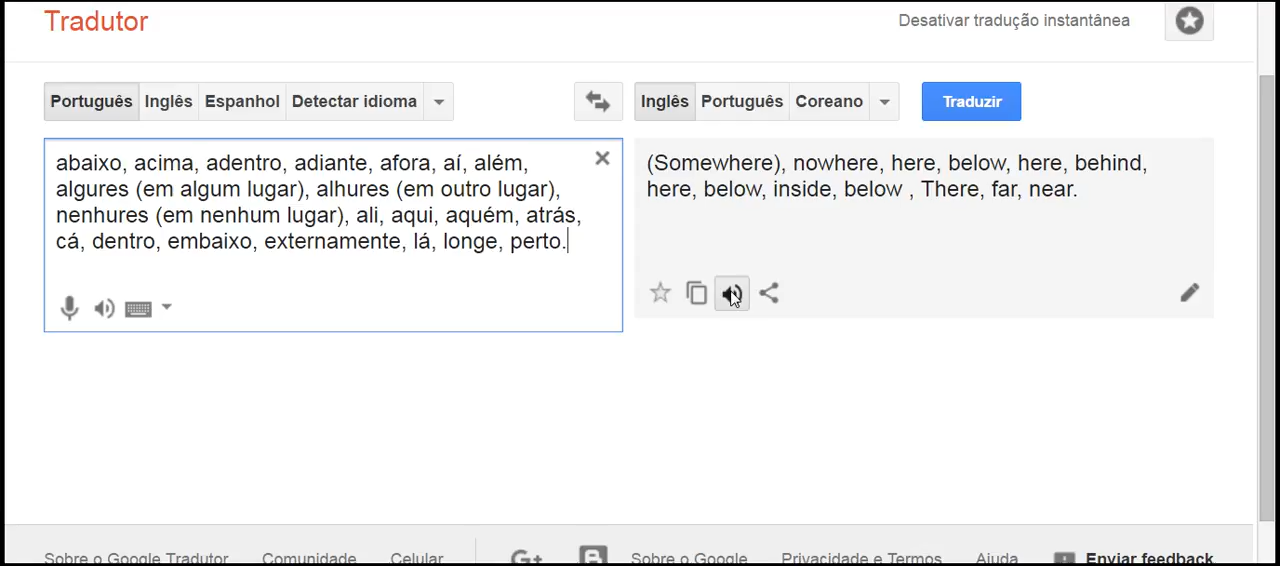 Tradutor
Desativar tradução instantânea
Português Inglês Espanhol Detectar idioma
Inglês Português Coreano
Traduzir
abaixo, acima, adentro, adiante, afora, aí, além,
algures (em algum lugar), alhures (em outro lugar),
nenhures (em nenhum lugar), ali, aqui, aquém, atrás,
cá, dentro, embaixo, externamente, lá, longe, perto.
(Somewhere), nowhere, here, below, here, behind,
here, below, inside, below , There, far, near.
Sobre o Google Tradutor Comunidade Celular G+ B Sobre o Google Privacidade e Termos Ajuda Enviar feedback